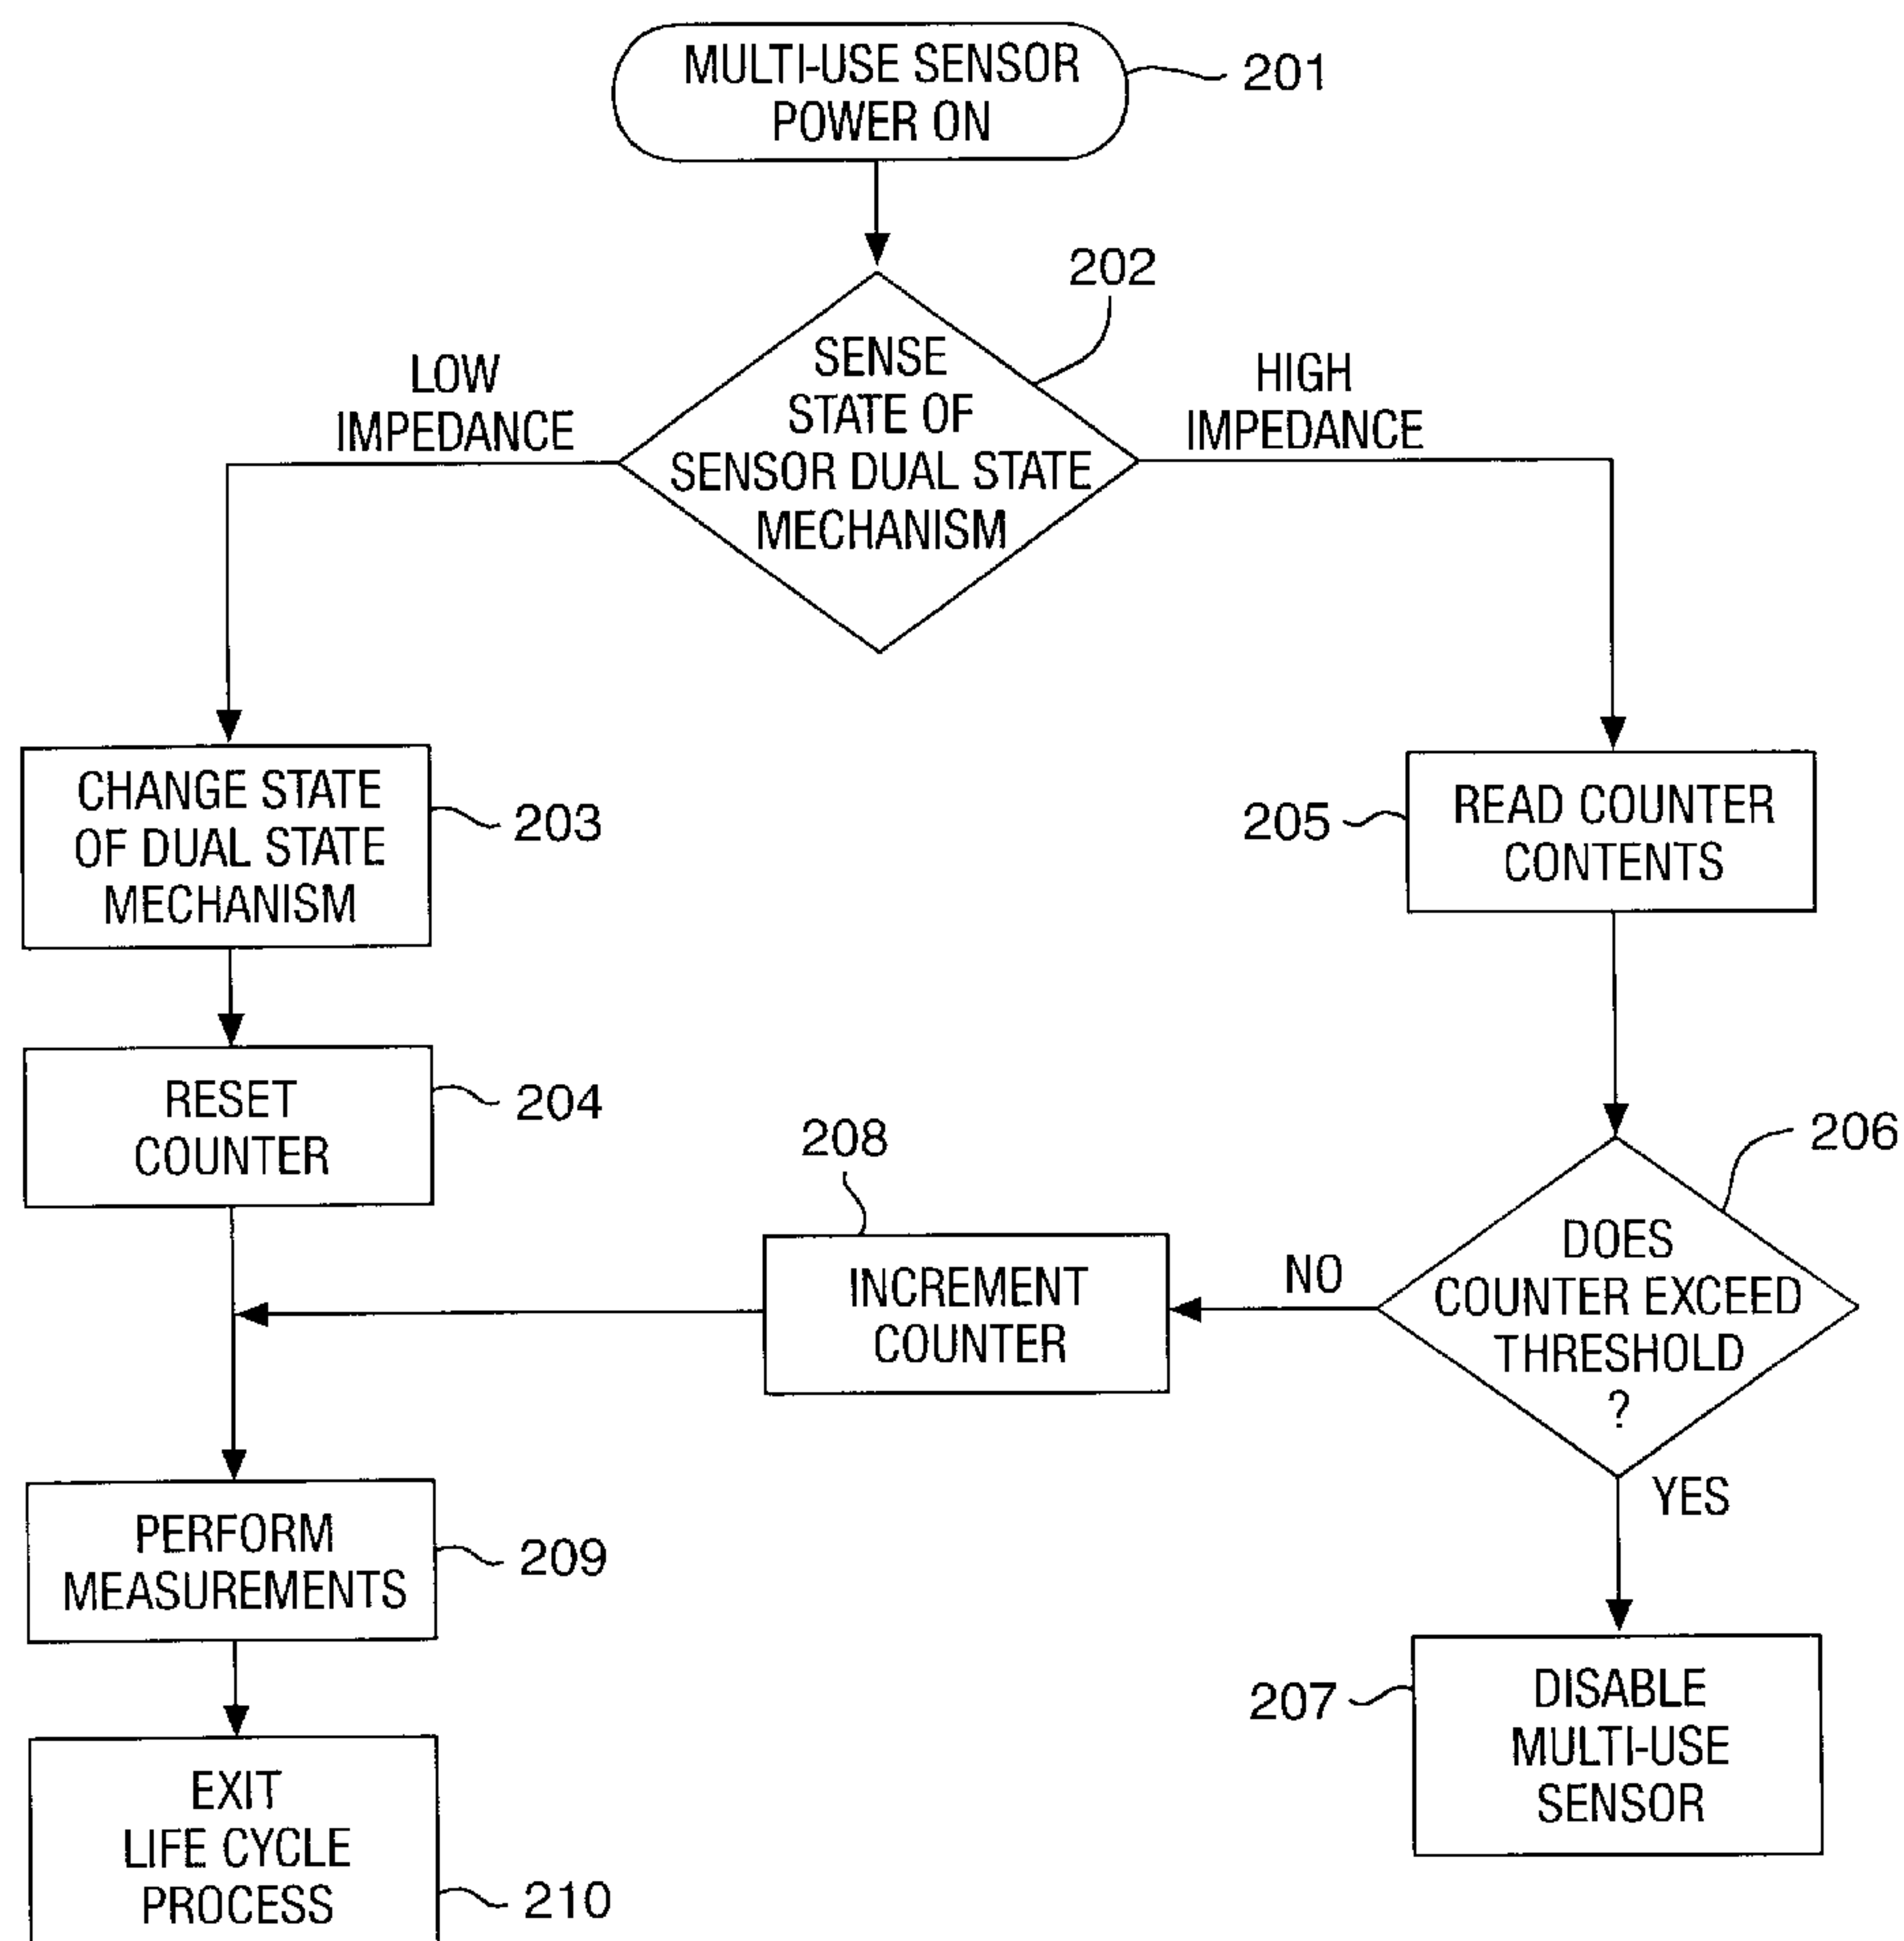 MULTI-USE SENSOR
POWER ON
201
202
SENSE
STATE OF
SENSOR DUAL STATE
MECHANISM
LOW
IMPEDANCE
HIGH
IMPEDANCE
CHANGE STATE
OF DUAL STATE
MECHANISM
203
205
READ COUNTER
CONTENTS
RESET
COUNTER
204
208
INCREMENT
COUNTER
NO
206
DOES
COUNTER EXCEED
THRESHOLD
?
YES
PERFORM
MEASUREMENTS
209
207
DISABLE
MULTI-USE
SENSOR
EXIT
LIFE CYCLE
PROCESS
210